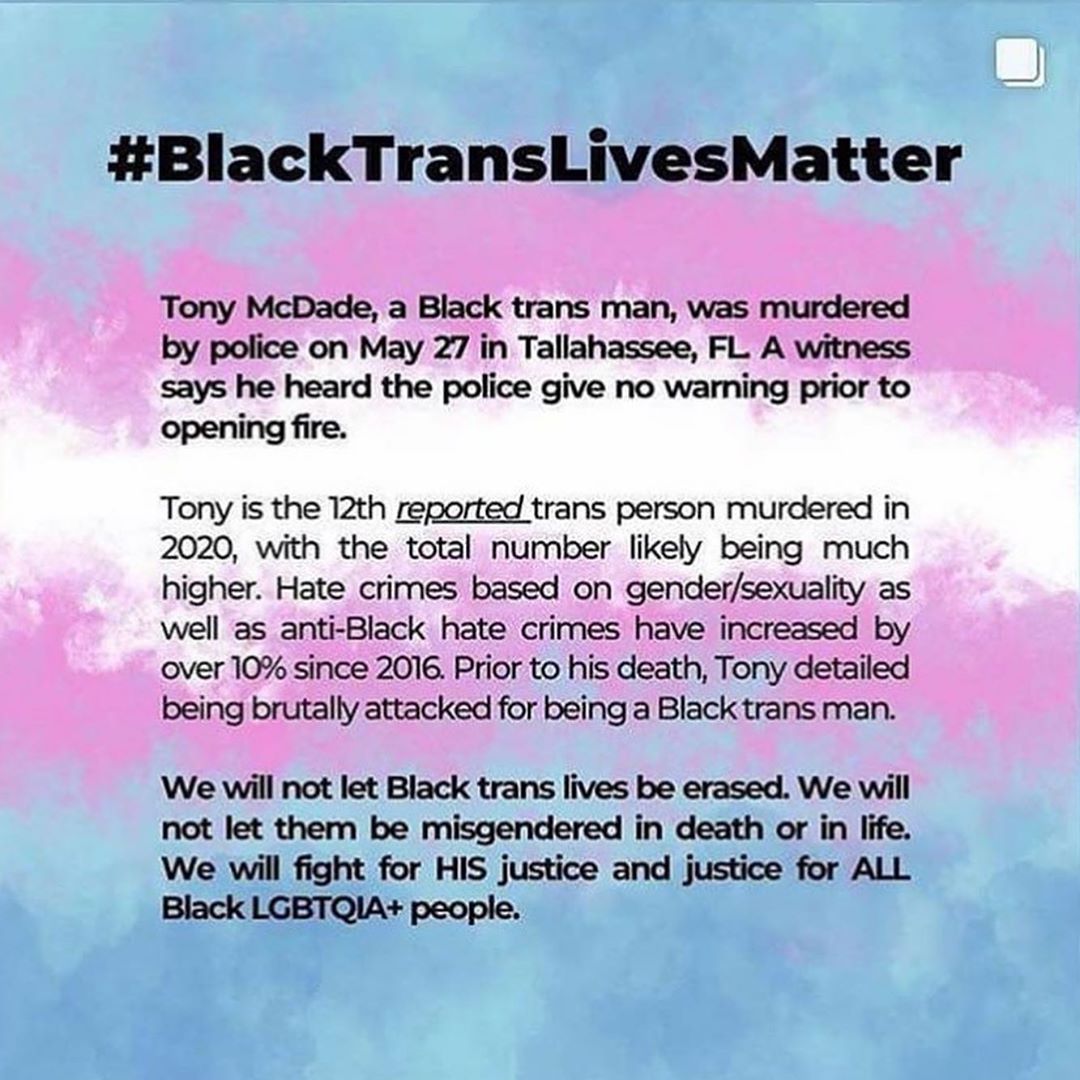 #BlackTransLivesMatter
Tony McDade, a Black trans man, was murdered
by police on May 27 in Tallahassee, FL. A witness
says he heard the police give no warning prior to
opening fire.
Tony is the 12th reported trans person murdered in
2020, with the total number likely being much
higher. Hate crimes based on gender/sexuality as
well as anti-Black hate crimes have increased by
over 10% since 2016. Prior to his death, Tony detailed
being brutally attacked for being a Black trans man.
We will not let Black trans lives be erased. We will
not let them be misgendered in death or in life.
We will fight for HIS justice and justice for ALL
Black LGBTQIA+ people.